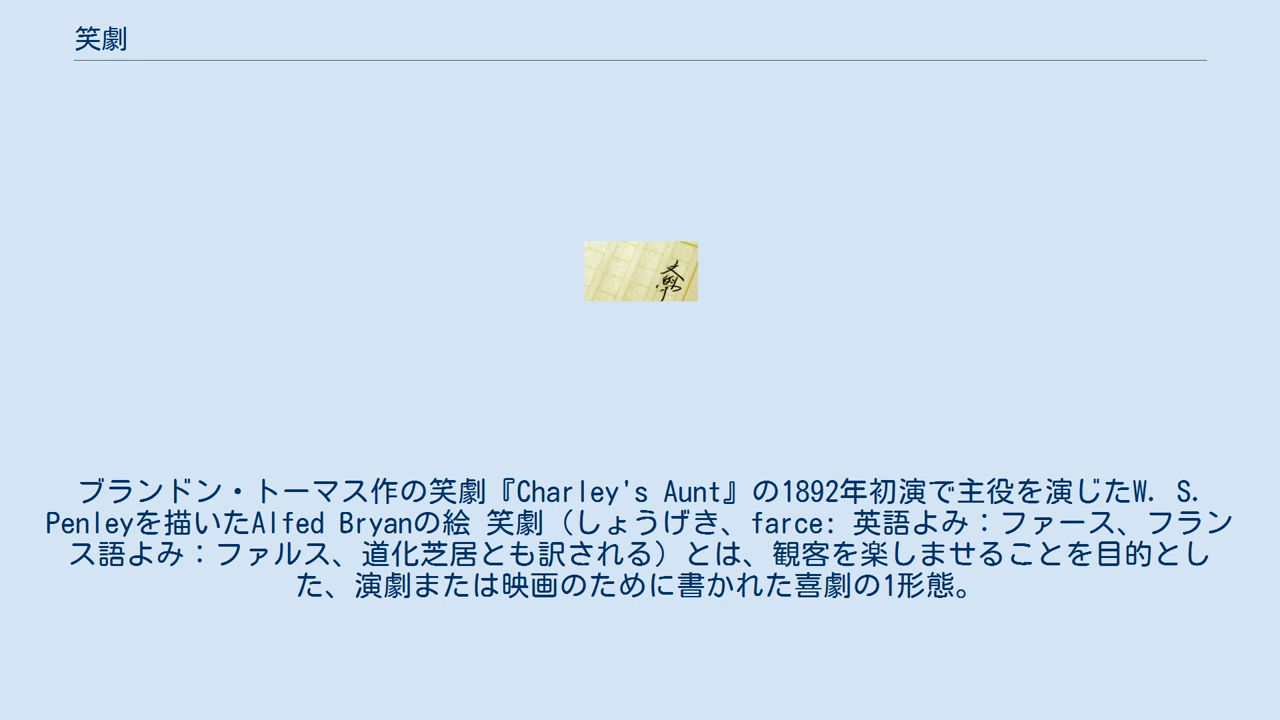 笑劇
ブランドン・トーマス作の笑劇『Charley's Aunt』の1892年初演で主役を演じたW. S.
Penleyを描いたAlfed Bryanの絵 笑劇（しょうげき、farce: 英語よみ：ファース、フラン
ス語よみ：ファルス、道化芝居とも訳される）とは、観客を楽しませることを目的とし
た、演劇または映画のために書かれた喜劇の1形態。